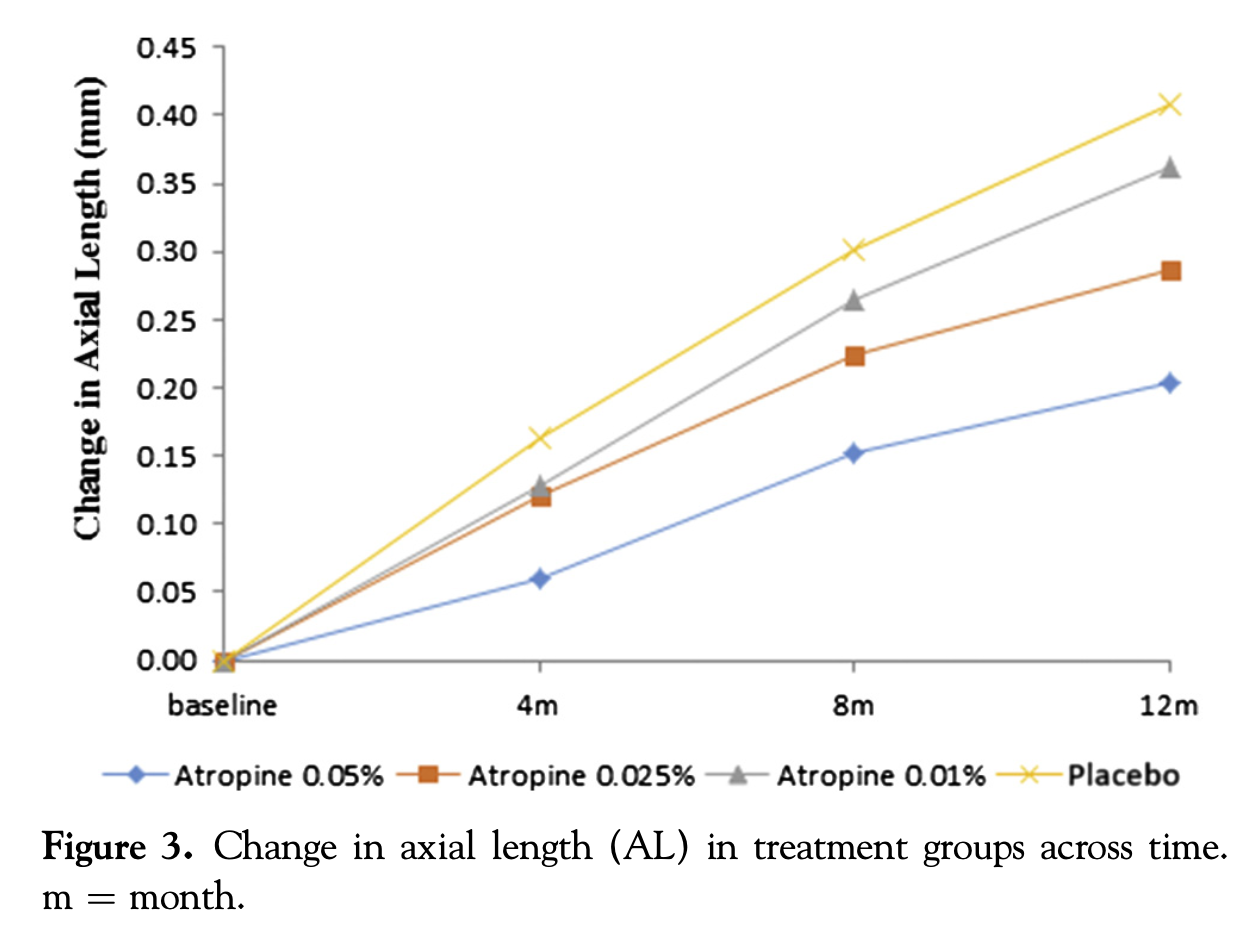 Change in Axial Length (mm)
0.45
0.40
0.35
0.30
0.25
0.20
0.15
0.10
0.05
0.00
baseline 4m 8m 12m
Atropine 0.05% Atropine 0.025% Atropine 0.01% Placebo
Figure 3. Change in axial length (AL) in treatment groups across time.
m = month.